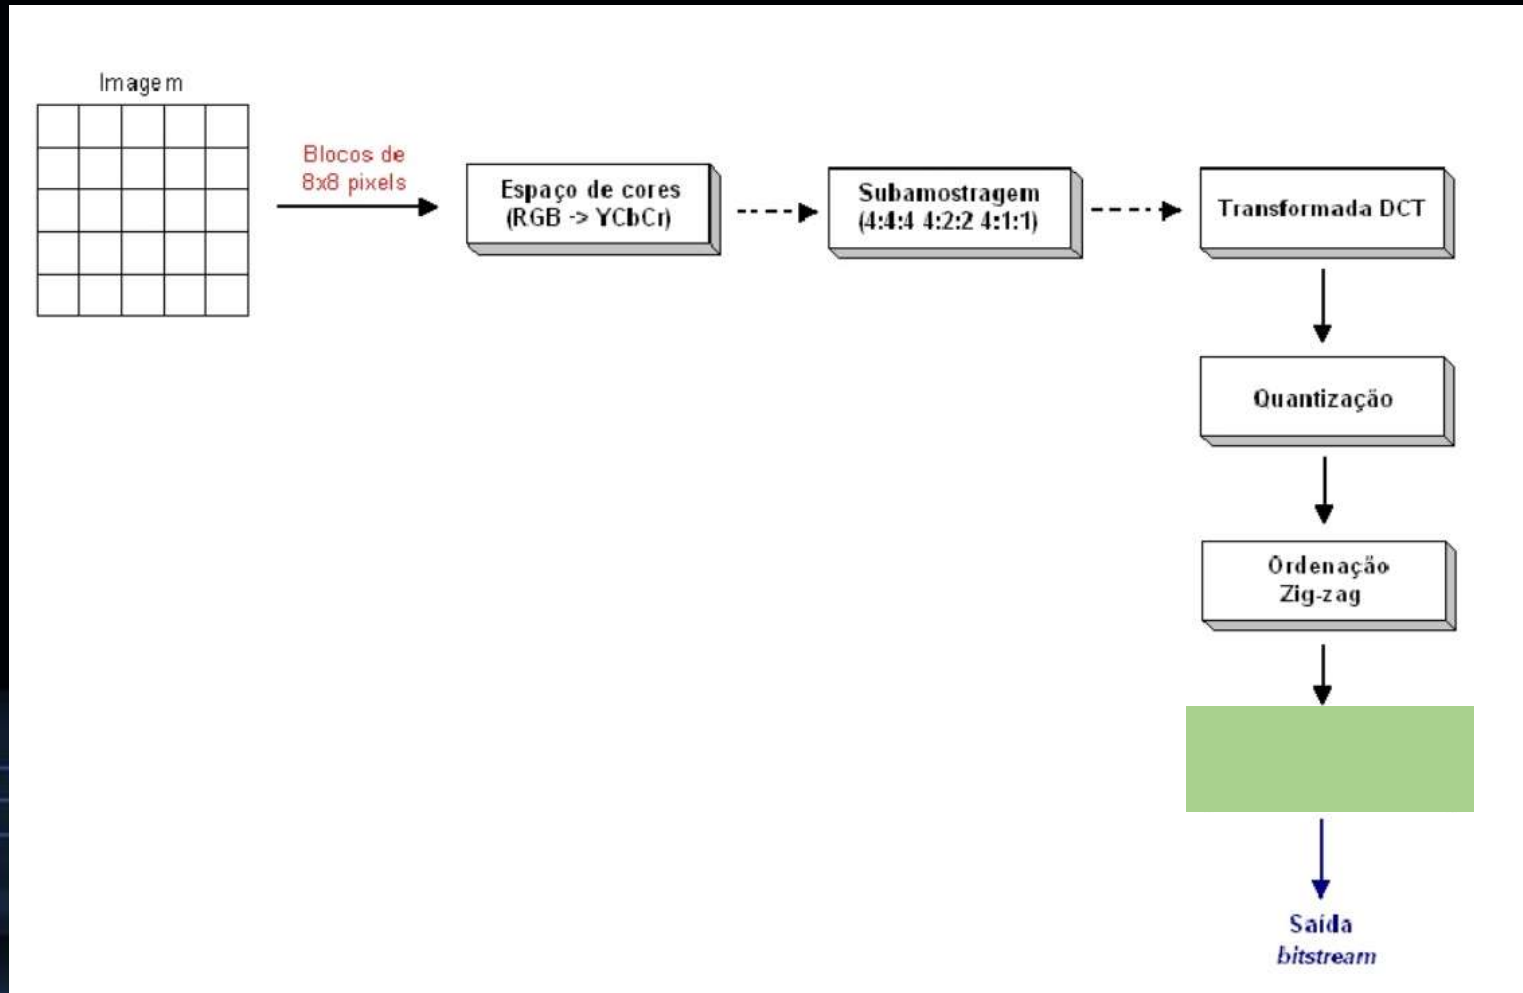 Imagem
Blocos de
8x8 pixels
Espaço de cores
(RGB -> YCbCr)
Subamostragem
(4:4:4 4:2:2 4:1:1)
Transformada DCT
Quantização
Ordenação
Zig-zag
Saída
bitstream